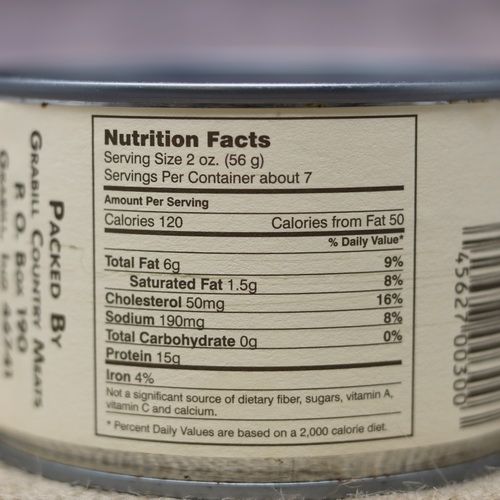 PACKED BY
GRABILL COUNTRY MEATS
P. O. BOX 190
GRABILL, IND 46741
Nutrition Facts
Serving Size 2 oz. (56 g)
Servings Per Container about 7
Amount Per Serving
Calories 120 Calories from Fat 50
% Daily Value*
Total Fat 6g 9%
Saturated Fat 1.5g 8%
Cholesterol 50mg 16%
Sodium 190mg 8%
Total Carbohydrate 0g 0%
Protein 15g
Iron 4%
Not a significant source of dietary fiber, sugars, vitamin A,
vitamin C and calcium.
* Percent Daily Values are based on a 2,000 calorie diet.
45627 00300